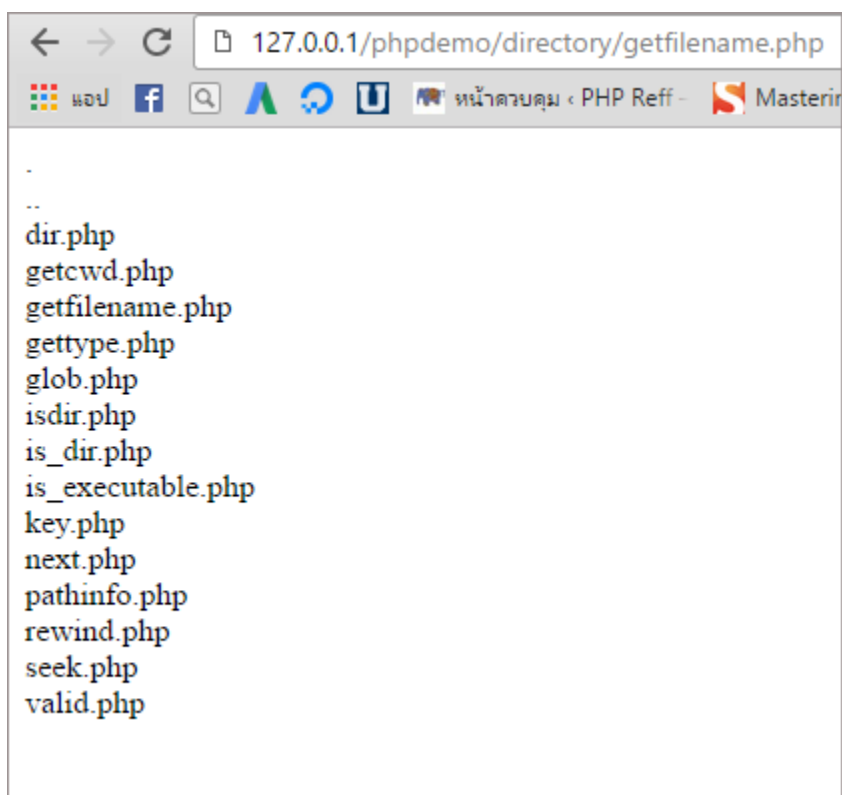 127.0.0.1/phpdemo/directory/getfilename.php
แอป หน้าควบคุม ‹ PHP Reff - Masterin
.
..
dir.php
getcwd.php
getfilename.php
gettype.php
glob.php
isdir.php
is_dir.php
is_executable.php
key.php
next.php
pathinfo.php
rewind.php
seek.php
valid.php